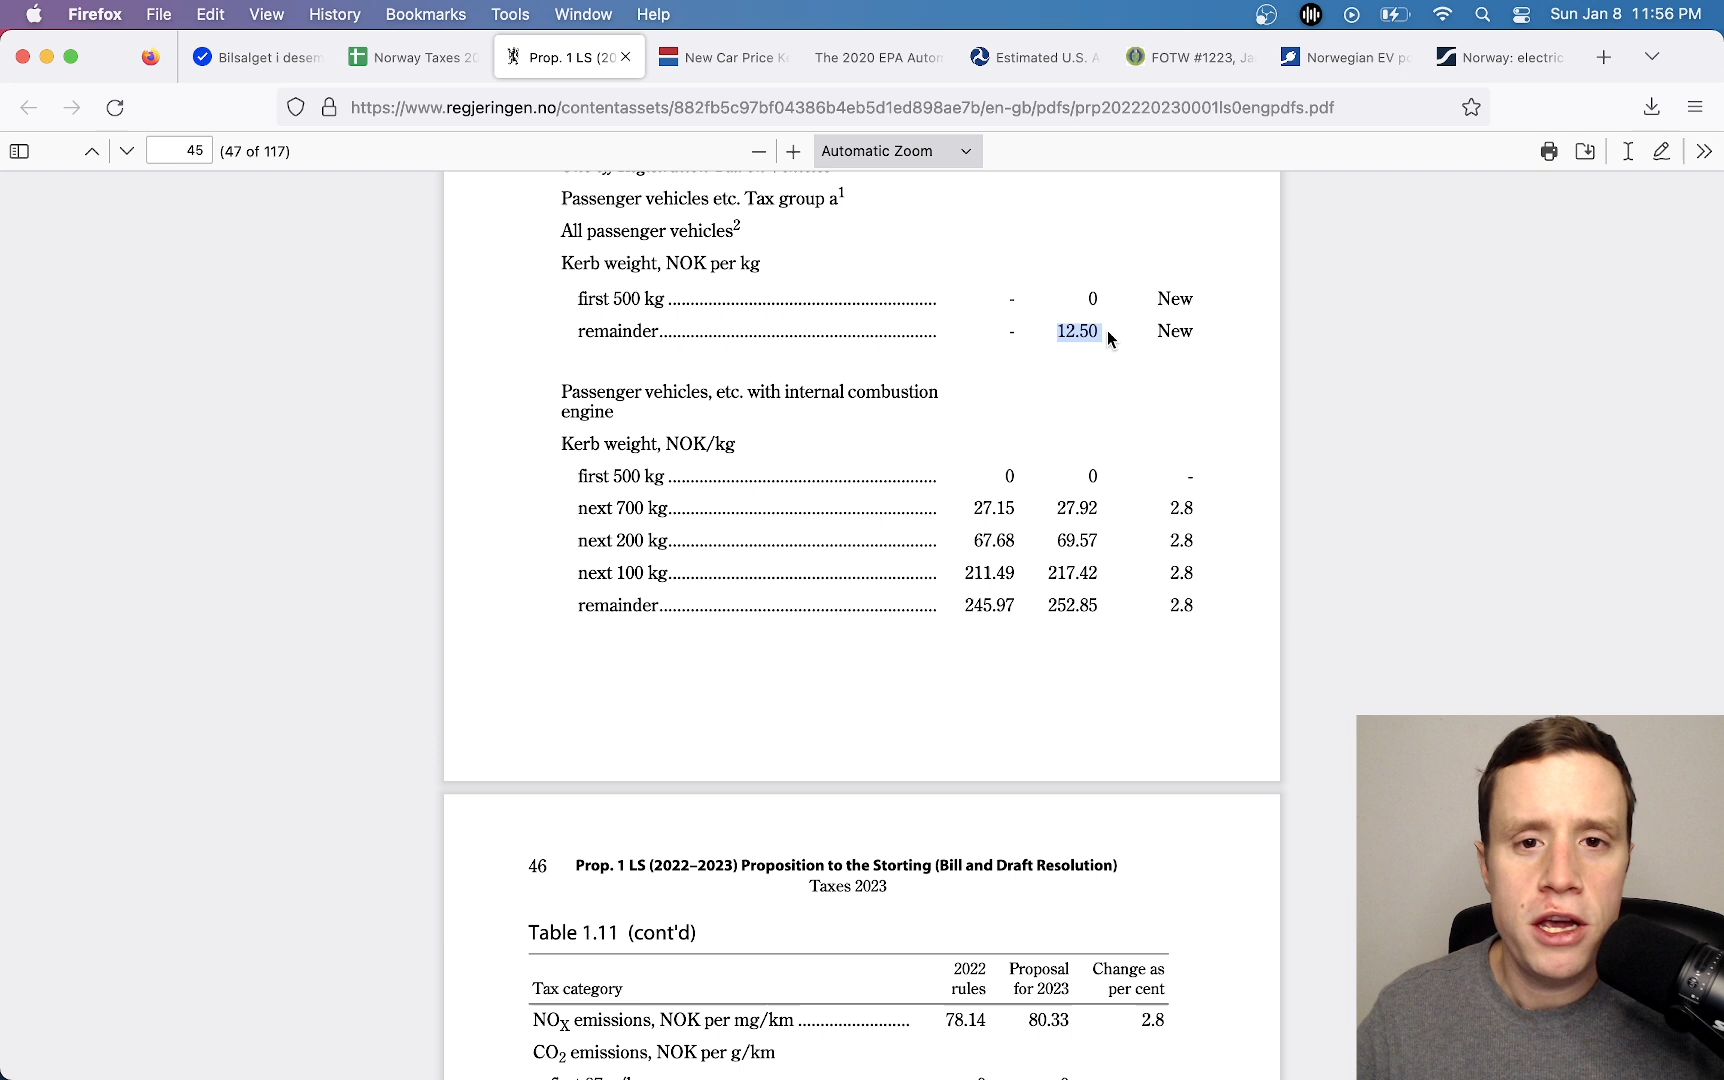 Firefox File Edit View History Bookmarks Tools Window Help Sun Jan 8 11:56 PM
Bilsalget i desem Norway Taxes 20 Prop. 1 LS (20 New Car Price K The 2020 EPA Autom Estimated U.S. A FOTW #1223, Ja Norwegian EV po Norway: electric
https://www.regjeringen.no/contentassets/882fb5c97bf04386b4eb5d1ed898ae7b/en-gb/pdfs/prp202220230001ls0engpdfs.pdf
45 (47 of 117) Automatic Zoom
Passenger vehicles etc. Tax group a1
All passenger vehicles2
Kerb weight, NOK per kg
first 500 kg - 0 New
remainder - 12.50 New
Passenger vehicles, etc. with internal combustion
engine
Kerb weight, NOK/kg
first 500 kg 0 0 -
next 700 kg 27.15 27.92 2.8
next 200 kg 67.68 69.57 2.8
next 100 kg 211.49 217.42 2.8
remainder 245.97 252.85 2.8
46 Prop. 1 LS (2022–2023) Proposition to the Storting (Bill and Draft Resolution)
Taxes 2023
Table 1.11 (cont'd)
2022 Proposal Change as
Tax category rules for 2023 per cent
NOX emissions, NOK per mg/km 78.14 80.33 2.8
CO2 emissions, NOK per g/km